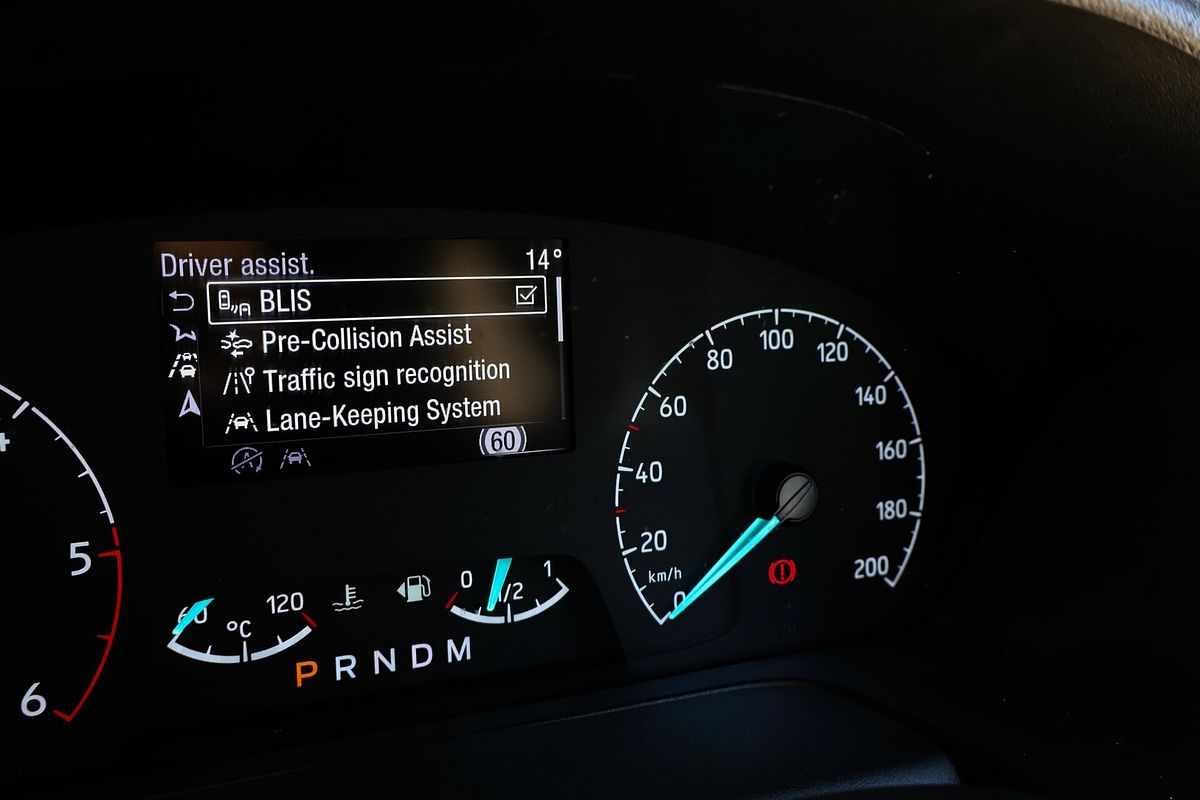 Driver assist. 14°
BLIS
Pre-Collision Assist
Traffic sign recognition
Lane-Keeping System
60
5
6
60 120
°C
0 1/2 1
P R N D M
0 20 40 60 80 100 120 140 160 180 200
km/h